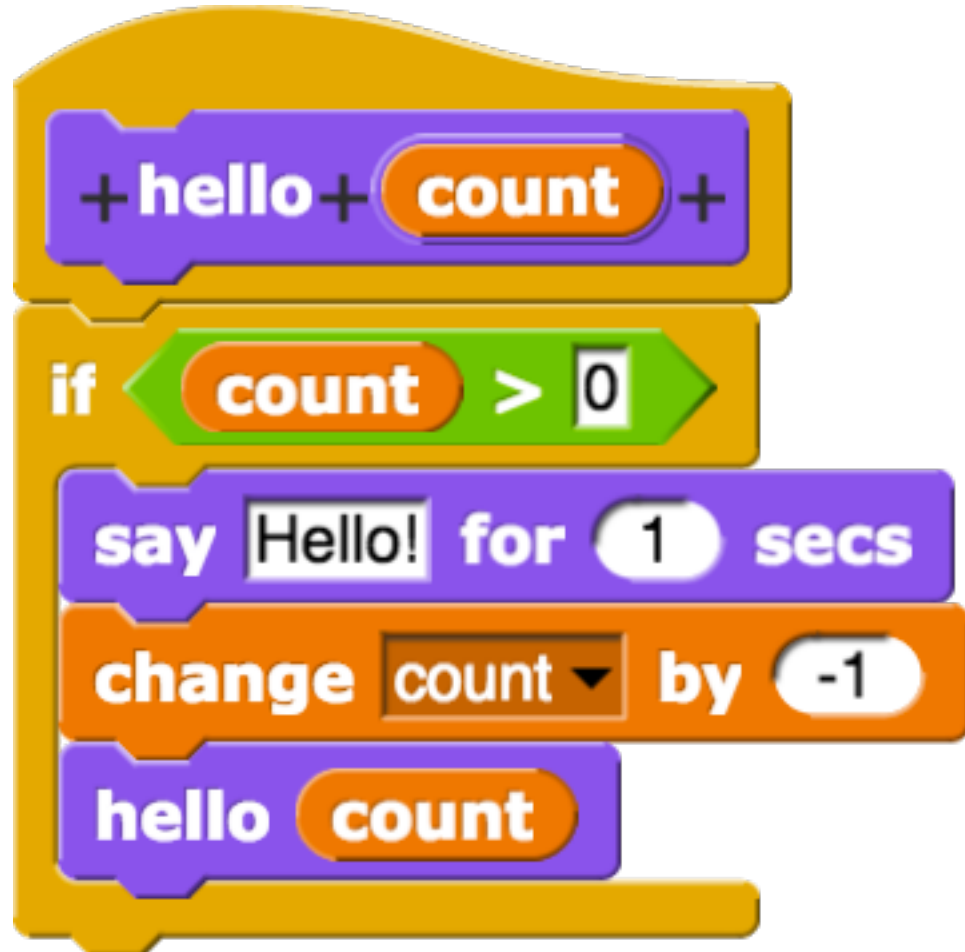 +hello+ count +
if count > 0
say Hello! for 1 secs
change count by -1
hello count